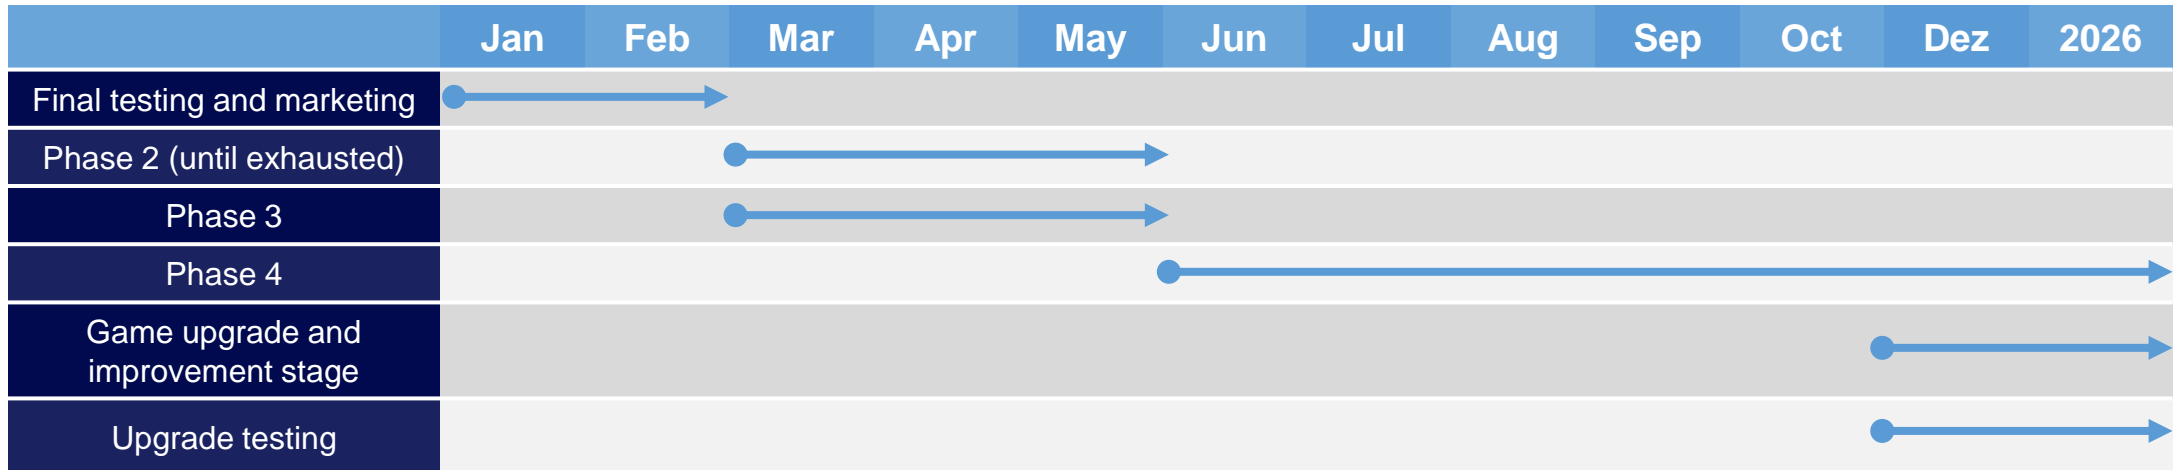 Jan Feb Mar Apr May Jun Jul Aug Sep Oct Dez 2026
Final testing and marketing
Phase 2 (until exhausted)
Phase 3
Phase 4
Game upgrade and
improvement stage
Upgrade testing